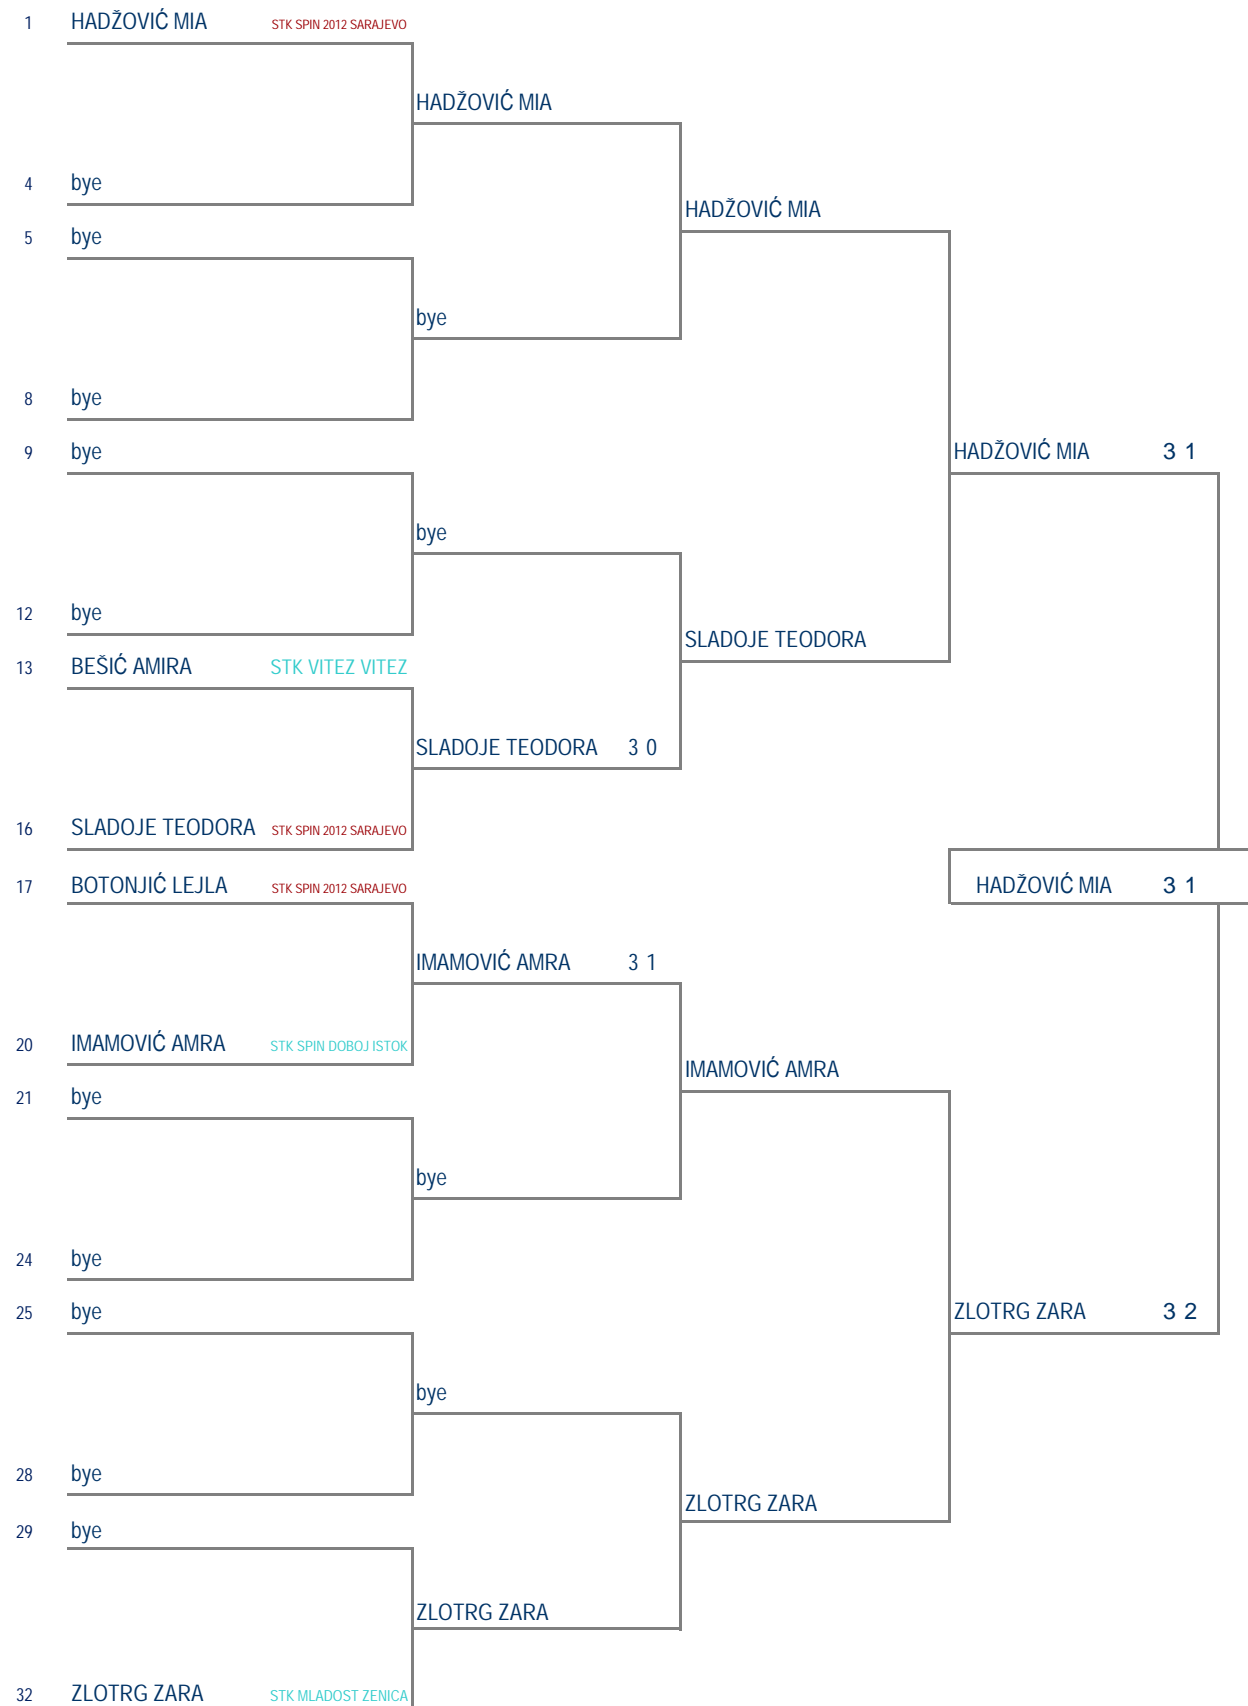 1 HADŽOVIĆ MIA STK SPIN 2012 SARAJEVO
HADŽOVIĆ MIA
4 bye
HADŽOVIĆ MIA
5 bye
bye
8 bye
9 bye
HADŽOVIĆ MIA 3 1
bye
12 bye
SLADOJE TEODORA
13 BEŠIĆ AMIRA STK VITEZ VITEZ
SLADOJE TEODORA 3 0
16 SLADOJE TEODORA STK SPIN 2012 SARAJEVO
17 BOTONJIĆ LEJLA STK SPIN 2012 SARAJEVO
HADŽOVIĆ MIA 3 1
IMAMOVIĆ AMRA 3 1
20 IMAMOVIĆ AMRA STK SPIN DOBOJ ISTOK
IMAMOVIĆ AMRA
21 bye
bye
24 bye
25 bye
ZLOTRG ZARA 3 2
bye
28 bye
ZLOTRG ZARA
29 bye
ZLOTRG ZARA
32 ZLOTRG ZARA STK MLADOST ZENICA